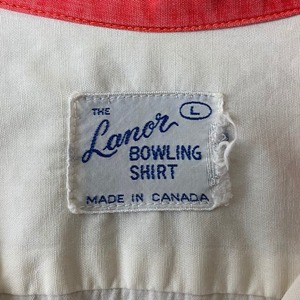 THE
Lanor L
BOWLING
SHIRT
MADE IN CANADA